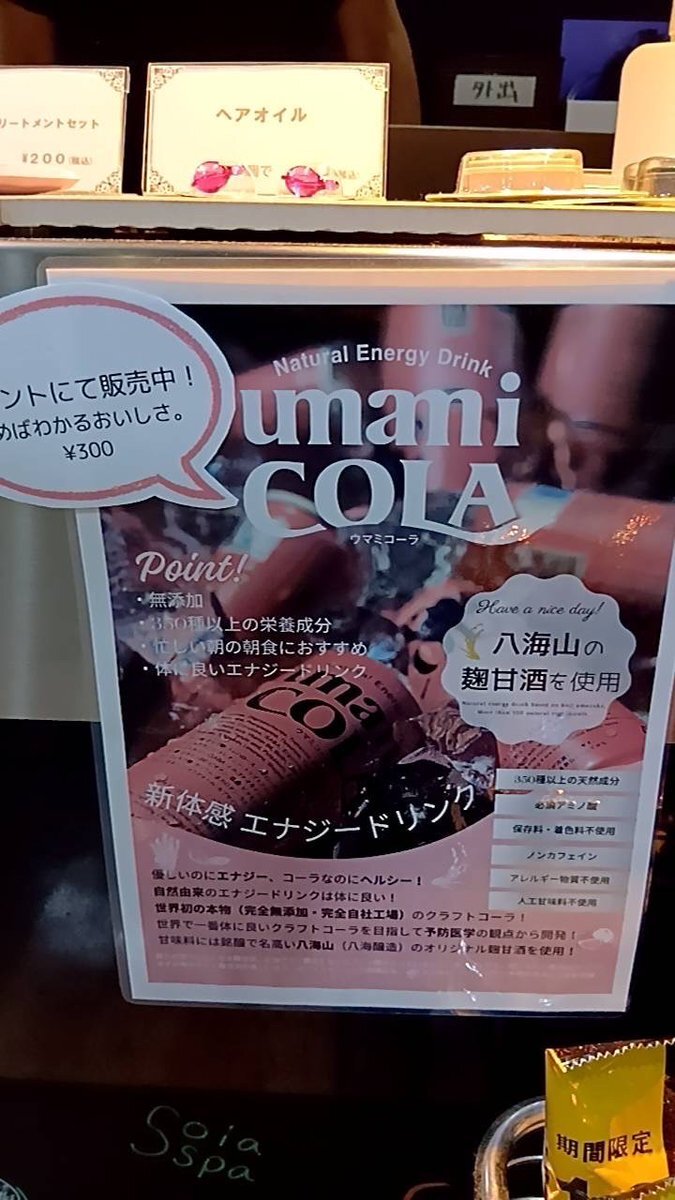 リートメントセット
¥200(税込)
ヘアオイル
外出
ントにて販売中！
めばわかるおいしさ。
¥300
Natural Energy Drink
umami
COLA
ウマミコーラ
Point!
・無添加
・350種以上の栄養成分
・忙しい朝の朝食におすすめ
・体に良いエナジードリンク
Have a nice day!
八海山の
麹甘酒を使用
新体感 エナジードリンク
350種以上の天然成分
必須アミノ酸
保存料・着色料不使用
ノンカフェイン
アレルギー物質不使用
人工甘味料不使用
優しいのにエナジー、コーラなのにヘルシー！
自然由来のエナジードリンクは体に良い！
世界初の本物（完全無添加・完全自社工場）のクラフトコーラ！
世界で一番体に良いクラフトコーラを目指して予防医学の観点から開発！
甘味料には銘醸で名高い八海山（八海醸造）のオリジナル麹甘酒を使用！
Soia
spa
期間限定